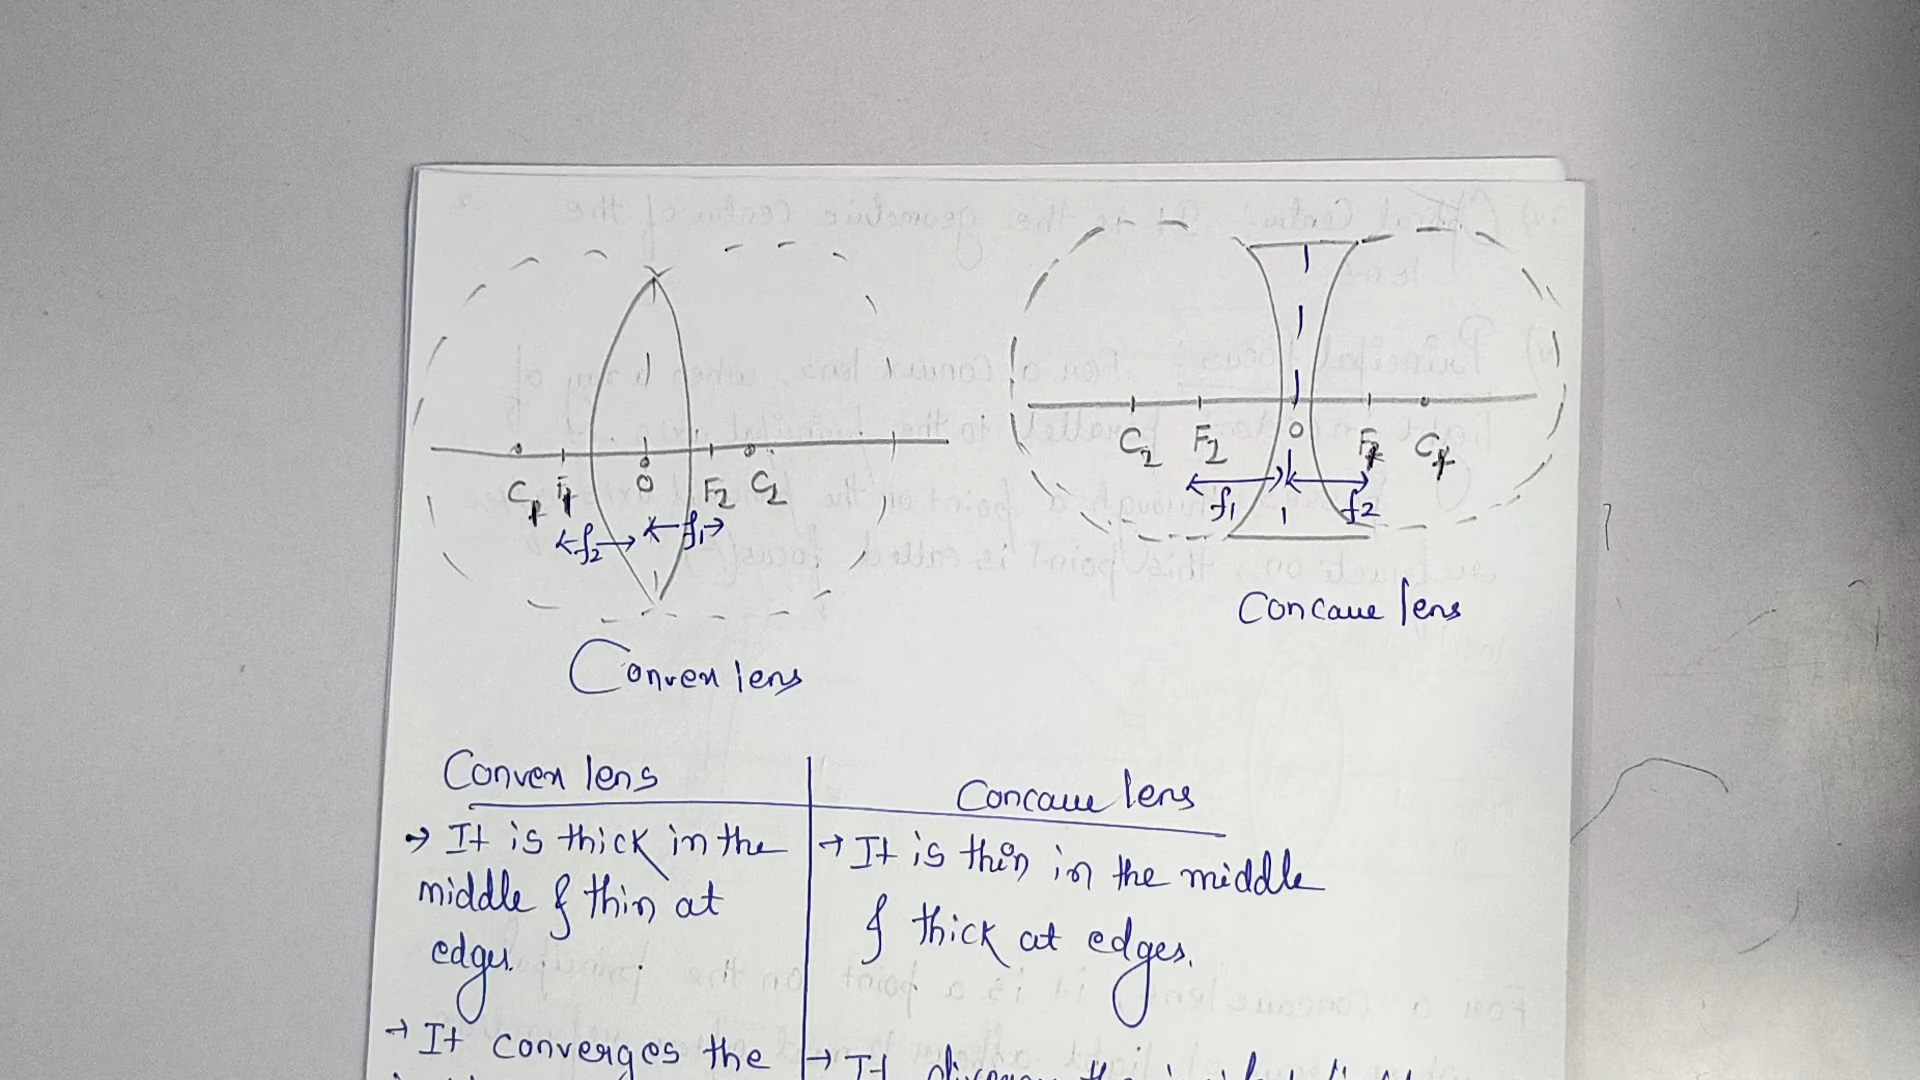 C1 F1 O F2 C2
f2 f1
Convex lens
C2 F2 O F1 C1
f1 f2
Concave lens
Convex lens
→ It is thick in the
middle & thin at
edges.
→ It converges the
Concave lens
→ It is thin in the middle
& thick at edges.
→ It